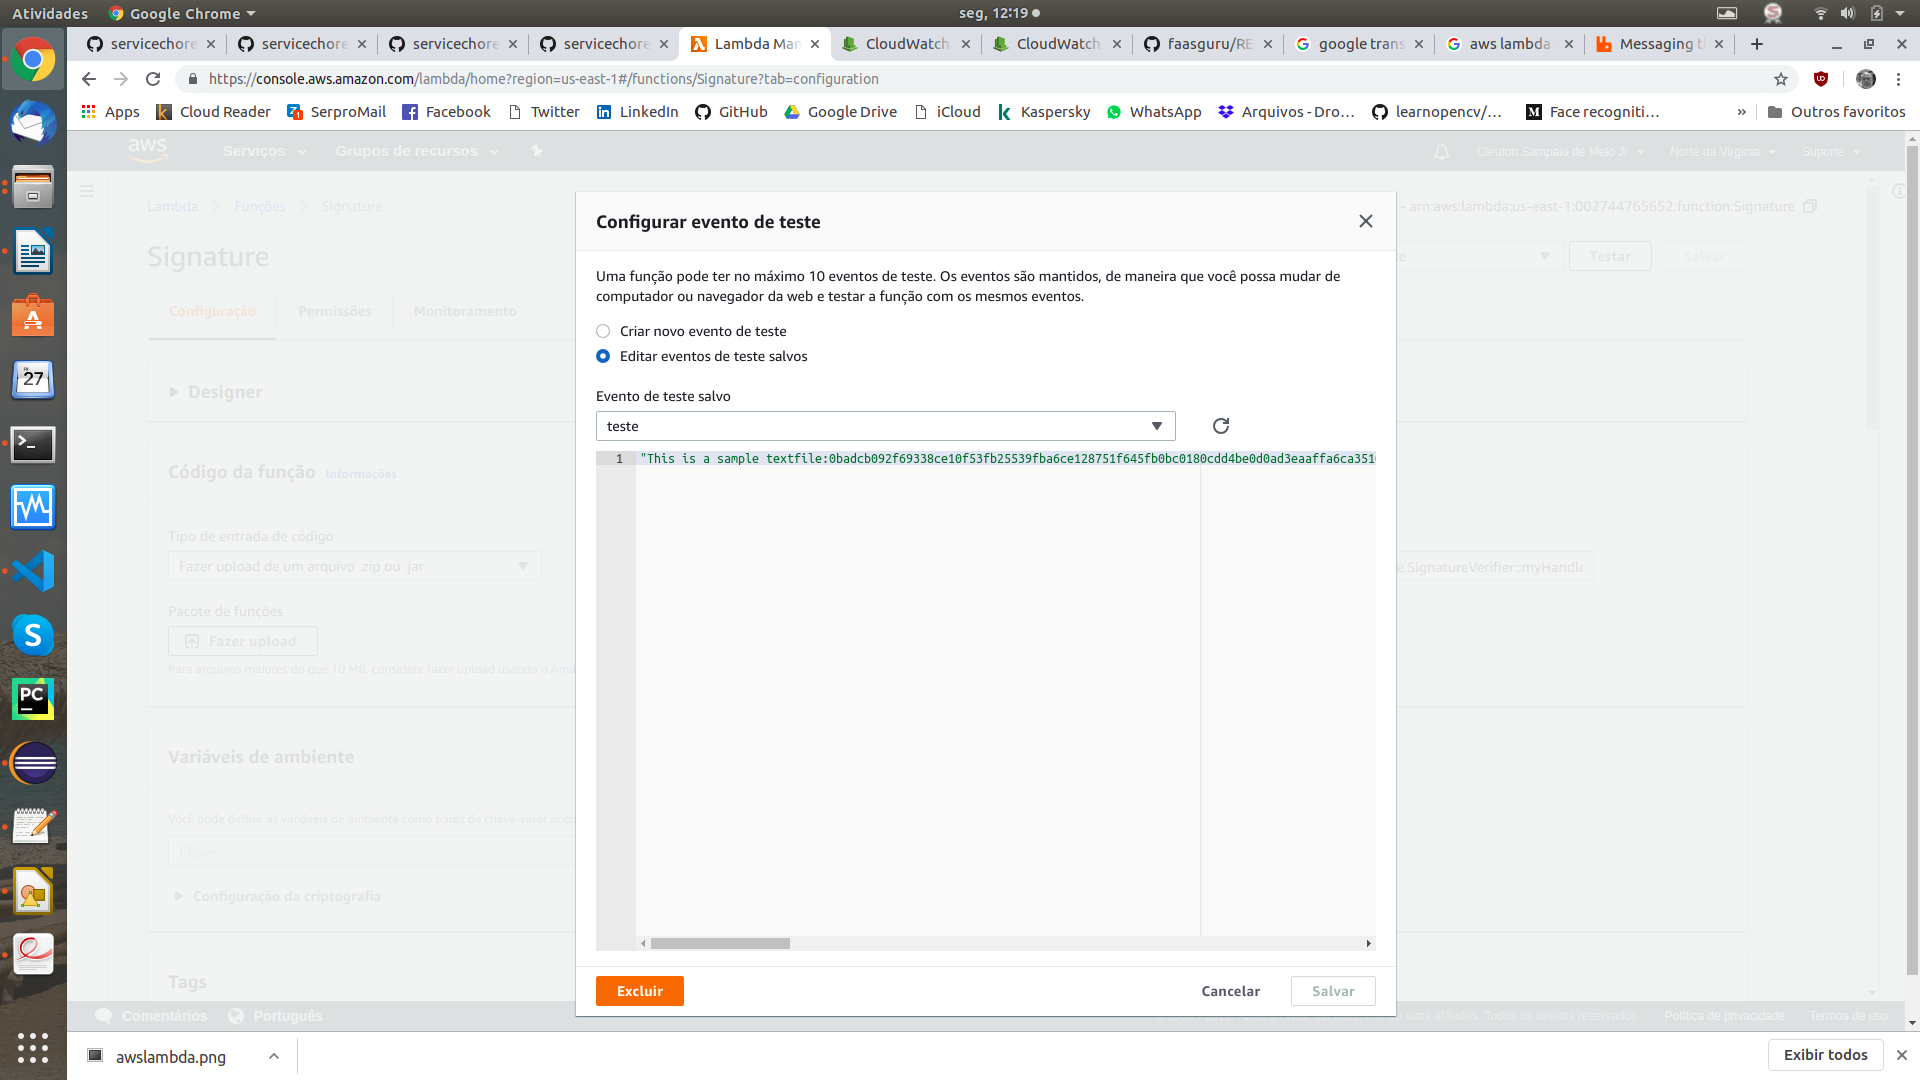 Atividades
Google Chrome
seg, 12:19
servicechore
servicechore
servicechore
servicechore
Lambda Man
CloudWatch
CloudWatch
faasguru/RE
google trans
aws lambda
Messaging t
https://console.aws.amazon.com/lambda/home?region=us-east-1#/functions/Signature?tab=configuration
Apps
Cloud Reader
SerproMail
Facebook
Twitter
LinkedIn
GitHub
Google Drive
iCloud
Kaspersky
WhatsApp
Arquivos - Dro…
learnopencv/…
Face recogniti…
»
Outros favoritos
aws
Serviços
Grupos de recursos
Cleuton Sampaio de Melo Jr
Norte da Virgínia
Suporte
Lambda
Funções
Signature
- arn:aws:lambda:us-east-1:002744765652:function:Signature
Signature
Testar
Salvar
Configuração
Permissões
Monitoramento
Designer
Código da função
Informações
Tipo de entrada de código
Fazer upload de um arquivo .zip ou .jar
e.SignatureVerifier::myHandle
Pacote de funções
Fazer upload
Para arquivos maiores do que 10 MB, considere fazer upload usando o Ama
Variáveis de ambiente
Você pode definir as variáveis de ambiente como pares de chave-valor aces
Chave
Configuração da criptografia
Tags
Configurar evento de teste
Uma função pode ter no máximo 10 eventos de teste. Os eventos são mantidos, de maneira que você possa mudar de
computador ou navegador da web e testar a função com os mesmos eventos.
Criar novo evento de teste
Editar eventos de teste salvos
Evento de teste salvo
teste
1
"This is a sample textfile:0badcb092f69338ce10f53fb25539fba6ce128751f645fb0bc0180cdd4be0d0ad3eaaffa6ca351
Excluir
Cancelar
Salvar
Comentários
Português
suas afiliadas. Todos os direitos reservados.
Política de privacidade
Termos de uso
27
PC
awslambda.png
Exibir todos